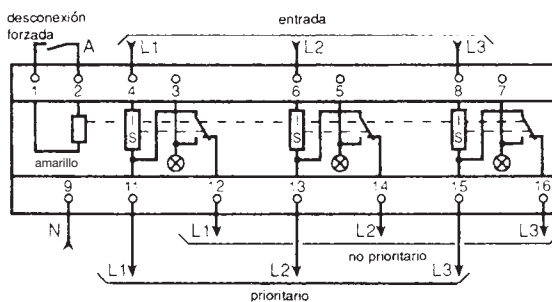 desconexión
forzada
A
entrada
L1
L2
L3
1
2
4
3
6
5
8
7
I
S
I
S
I
S
amarillo
9
11
12
13
14
15
16
N
L1
L2
L3
no prioritario
L1
L2
L3
prioritario